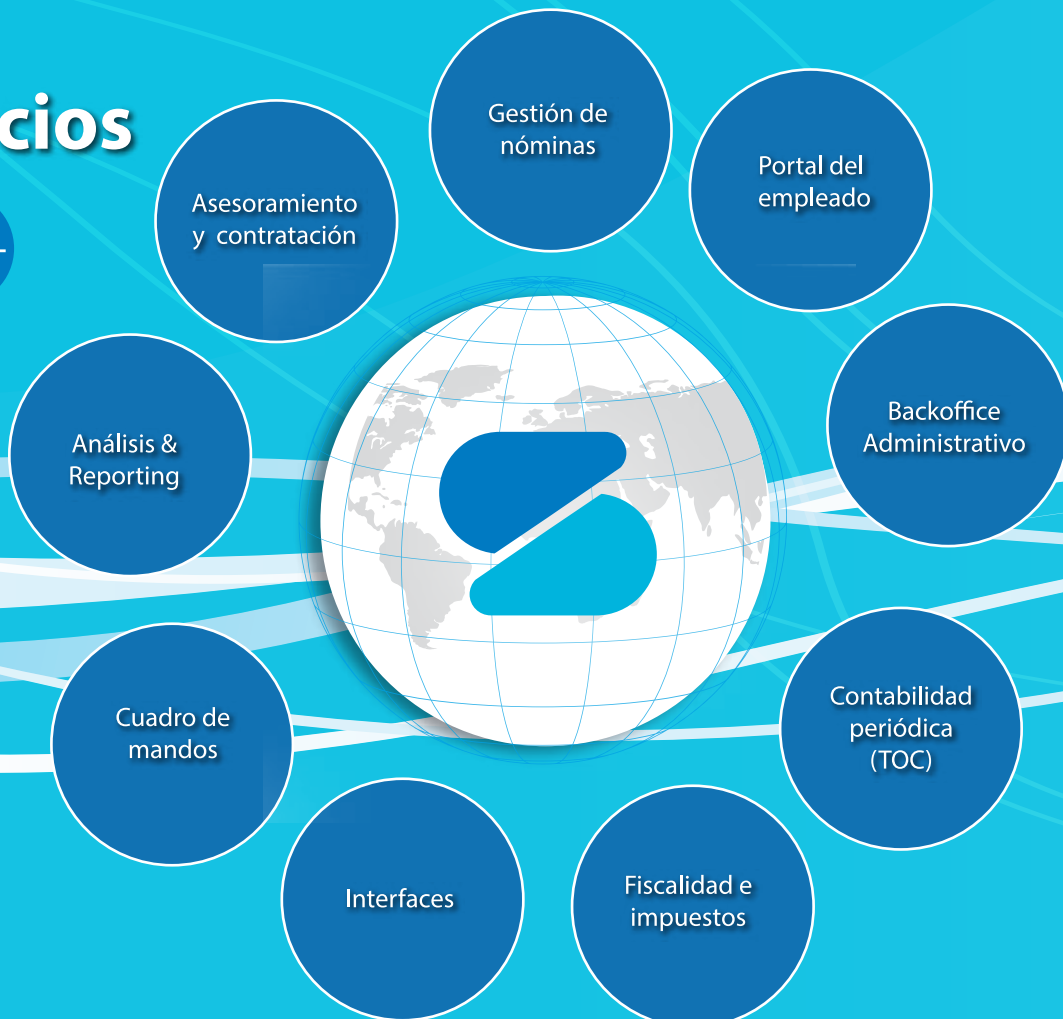 cios
Gestión de
nóminas
Portal del
empleado
Asesoramiento
y contratación
Backoffice
Administrativo
Análisis &
Reporting
Contabilidad
periódica
(TOC)
Cuadro de
mandos
Fiscalidad e
impuestos
Interfaces